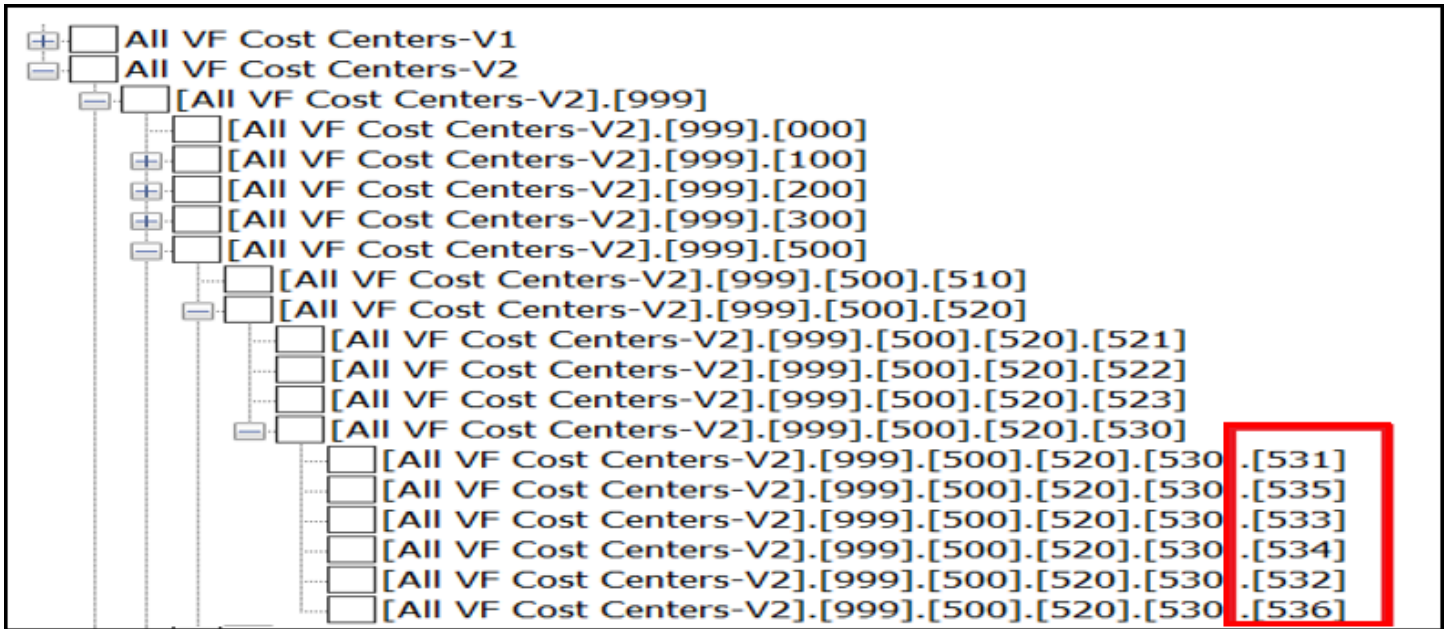 All VF Cost Centers-V1
All VF Cost Centers-V2
[All VF Cost Centers-V2].[999]
[All VF Cost Centers-V2].[999].[000]
[All VF Cost Centers-V2].[999].[100]
[All VF Cost Centers-V2].[999].[200]
[All VF Cost Centers-V2].[999].[300]
[All VF Cost Centers-V2].[999].[500]
[All VF Cost Centers-V2].[999].[500].[510]
[All VF Cost Centers-V2].[999].[500].[520]
[All VF Cost Centers-V2].[999].[500].[520].[521]
[All VF Cost Centers-V2].[999].[500].[520].[522]
[All VF Cost Centers-V2].[999].[500].[520].[523]
[All VF Cost Centers-V2].[999].[500].[520].[530]
[All VF Cost Centers-V2].[999].[500].[520].[530 .[531]
[All VF Cost Centers-V2].[999].[500].[520].[530 .[535]
[All VF Cost Centers-V2].[999].[500].[520].[530 .[533]
[All VF Cost Centers-V2].[999].[500].[520].[530 .[534]
[All VF Cost Centers-V2].[999].[500].[520].[530 .[532]
[All VF Cost Centers-V2].[999].[500].[520].[530 .[536]